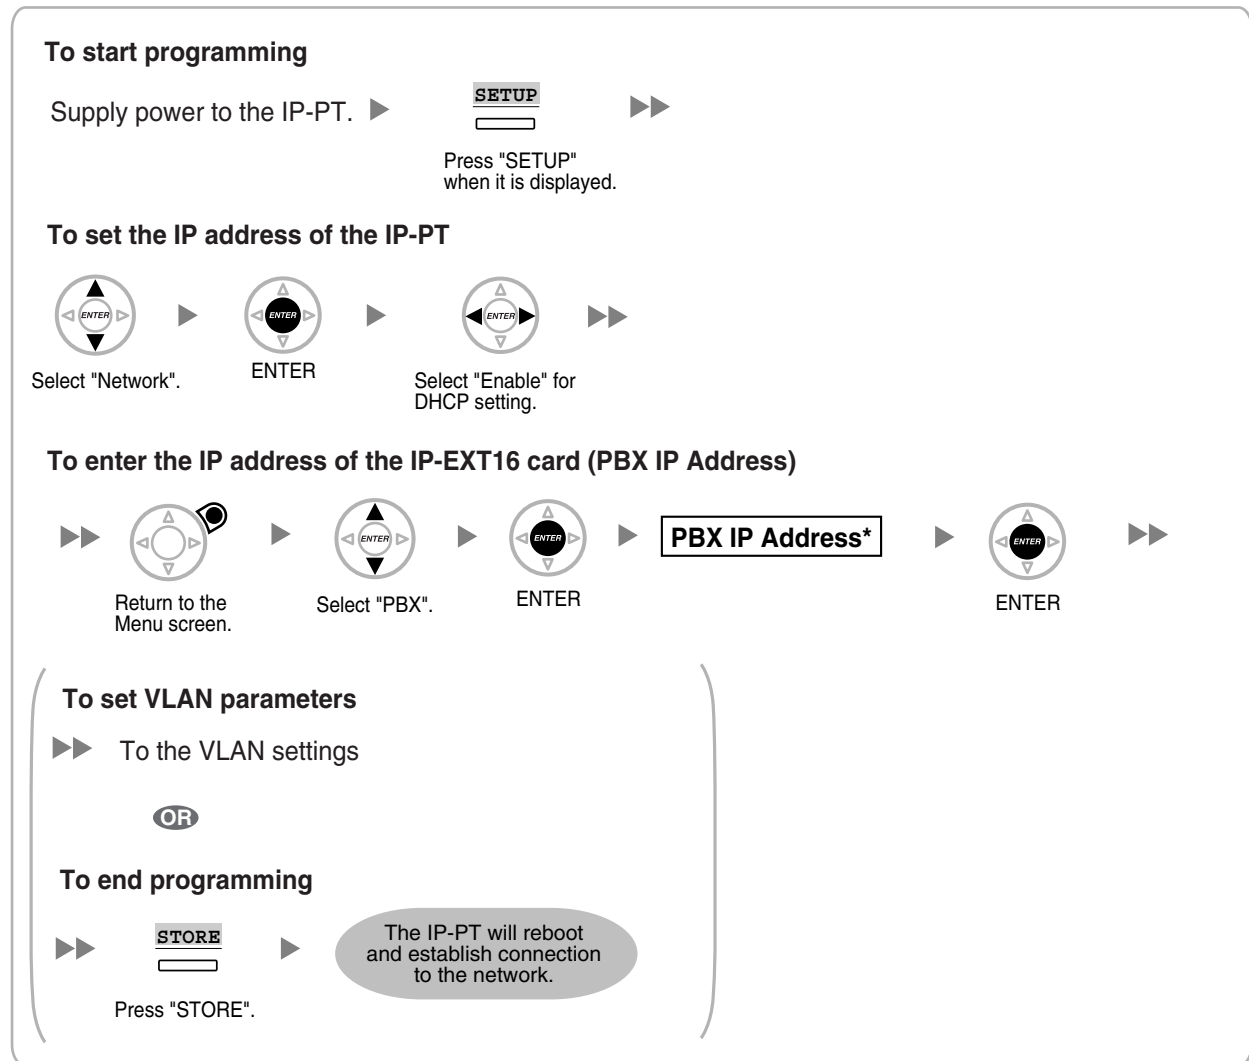 To start programming
Supply power to the IP-PT.
SETUP
Press "SETUP"
when it is displayed.
To set the IP address of the IP-PT
ENTER
ENTER
ENTER
Select "Network".
ENTER
Select "Enable" for
DHCP setting.
To enter the IP address of the IP-EXT16 card (PBX IP Address)
ENTER
ENTER
PBX IP Address*
ENTER
Return to the
Menu screen.
Select "PBX".
ENTER
ENTER
To set VLAN parameters
To the VLAN settings
OR
To end programming
STORE
Press "STORE".
The IP-PT will reboot
and establish connection
to the network.